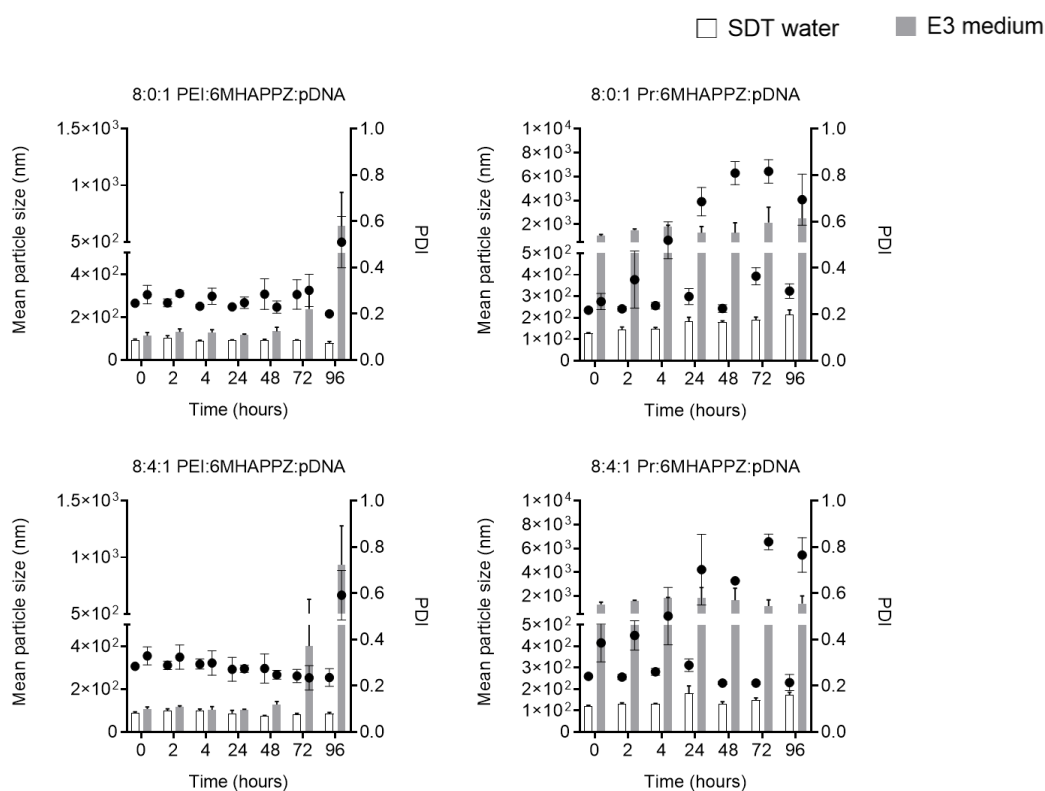 SDT water
E3 medium
8:0:1 PEI:6MHAPPZ:pDNA
Mean particle size (nm)
1.5×10³
1×10³
5×10²
4×10²
2×10²
0
1.0
0.8
0.6
0.4
0.2
0.0
PDI
0 2 4 24 48 72 96
Time (hours)
8:0:1 Pr:6MHAPPZ:pDNA
Mean particle size (nm)
1×10⁴
8×10³
6×10³
4×10³
2×10³
5×10²
4×10²
3×10²
2×10²
1×10²
0
1.0
0.8
0.6
0.4
0.2
0.0
PDI
0 2 4 24 48 72 96
Time (hours)
8:4:1 PEI:6MHAPPZ:pDNA
Mean particle size (nm)
1.5×10³
1×10³
5×10²
4×10²
2×10²
0
1.0
0.8
0.6
0.4
0.2
0.0
PDI
0 2 4 24 48 72 96
Time (hours)
8:4:1 Pr:6MHAPPZ:pDNA
Mean particle size (nm)
1×10⁴
8×10³
6×10³
4×10³
2×10³
5×10²
4×10²
3×10²
2×10²
1×10²
0
1.0
0.8
0.6
0.4
0.2
0.0
PDI
0 2 4 24 48 72 96
Time (hours)